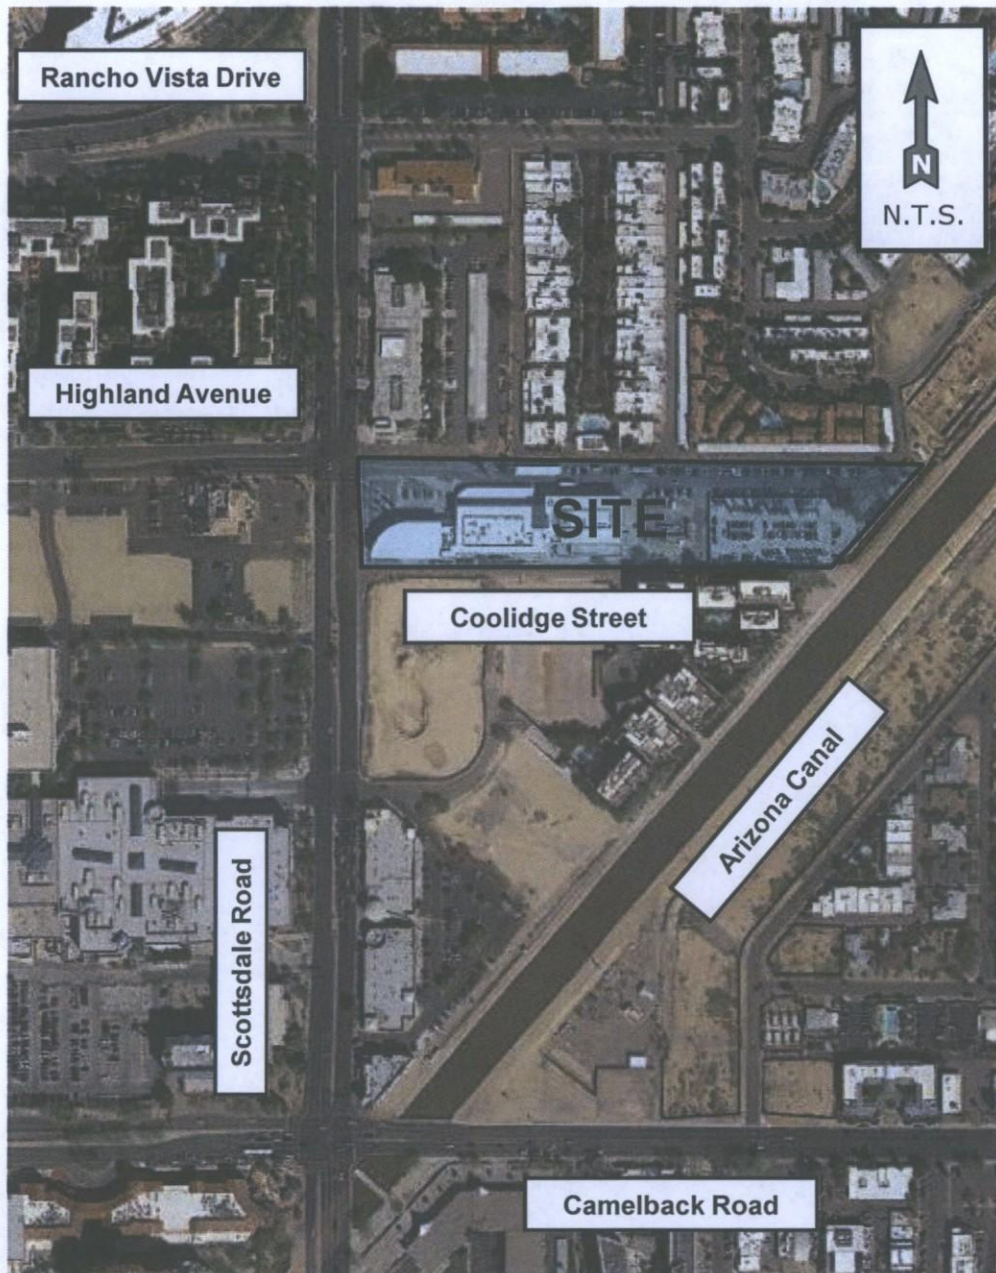 Rancho Vista Drive
N
N.T.S.
Highland Avenue
SITE
Coolidge Street
Arizona Canal
Scottsdale Road
Camelback Road